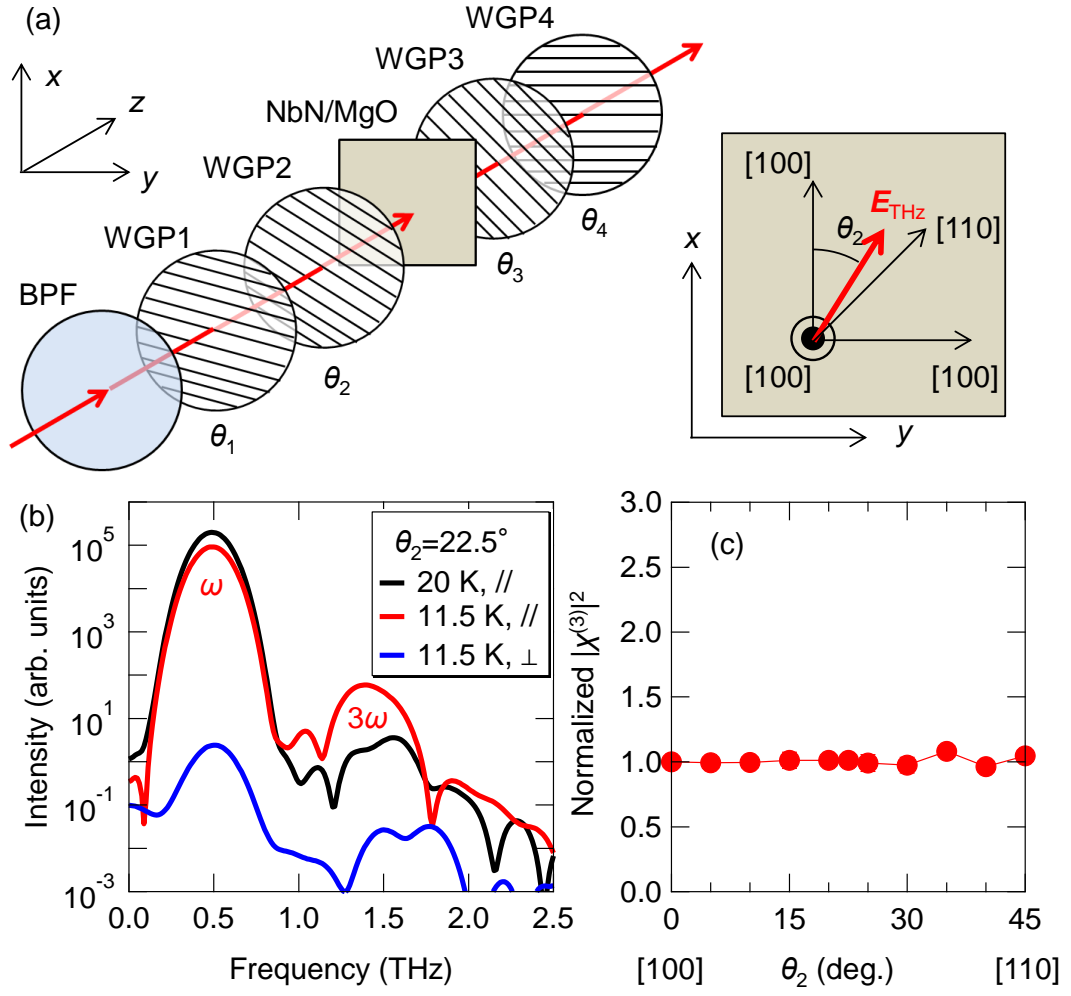 (a)
x
z
y
BPF
WGP1
WGP2
NbN/MgO
WGP3
WGP4
θ1
θ2
θ3
θ4
x
[100]
ETHz
θ2
[110]
[100]
[100]
y
(b)
Intensity (arb. units)
10^5
10^3
10^1
10^-1
10^-3
ω
3ω
θ2=22.5°
20 K, //
11.5 K, //
11.5 K, ⊥
0.0 0.5 1.0 1.5 2.0 2.5
Frequency (THz)
(c)
Normalized |χ(3)|2
3.0
2.5
2.0
1.5
1.0
0.5
0.0
0 15 30 45
[100] θ2 (deg.) [110]